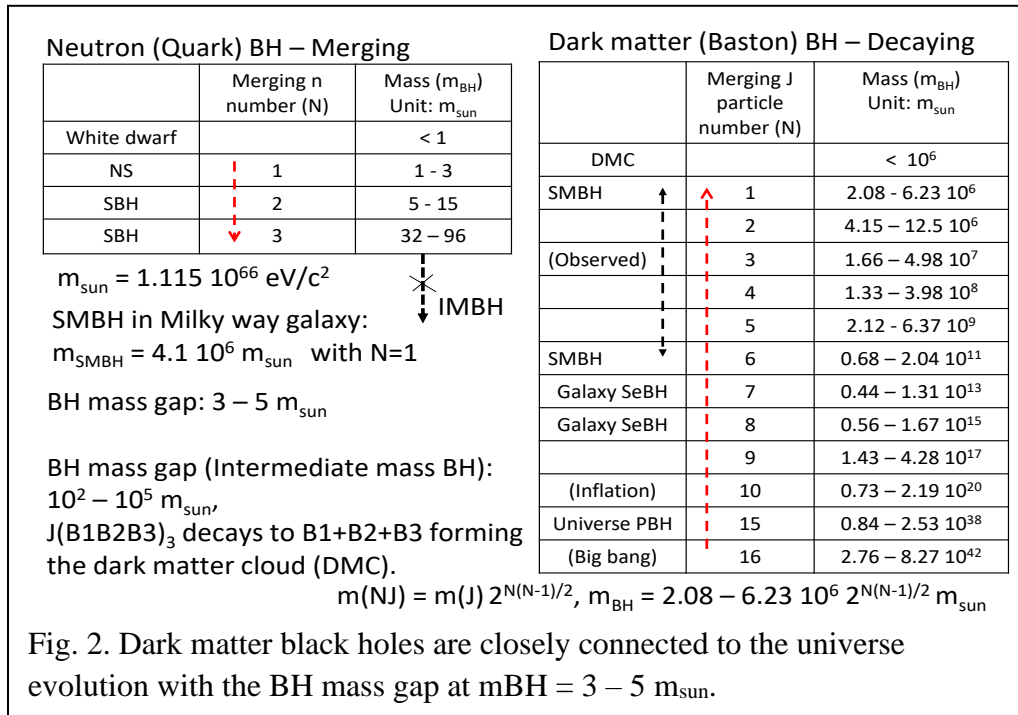 Neutron (Quark) BH – Merging
Merging n number (N) Mass (mBH) Unit: msun
White dwarf < 1
NS 1 1 - 3
SBH 2 5 - 15
SBH 3 32 – 96
msun = 1.115 10^66 eV/c^2
IMBH
SMBH in Milky way galaxy:
mSMBH = 4.1 10^6 msun with N=1
BH mass gap: 3 – 5 msun
BH mass gap (Intermediate mass BH):
10^2 – 10^5 msun,
J(B1B2B3)3 decays to B1+B2+B3 forming
the dark matter cloud (DMC).
Dark matter (Baston) BH – Decaying
Merging J particle number (N) Mass (mBH) Unit: msun
DMC < 10^6
SMBH 1 2.08 - 6.23 10^6
2 4.15 – 12.5 10^6
(Observed) 3 1.66 – 4.98 10^7
4 1.33 – 3.98 10^8
5 2.12 - 6.37 10^9
SMBH 6 0.68 – 2.04 10^11
Galaxy SeBH 7 0.44 – 1.31 10^13
Galaxy SeBH 8 0.56 – 1.67 10^15
9 1.43 – 4.28 10^17
(Inflation) 10 0.73 – 2.19 10^20
Universe PBH 15 0.84 – 2.53 10^38
(Big bang) 16 2.76 – 8.27 10^42
m(NJ) = m(J) 2^N(N-1)/2, mBH = 2.08 – 6.23 10^6 2^N(N-1)/2 msun
Fig. 2. Dark matter black holes are closely connected to the universe
evolution with the BH mass gap at mBH = 3 – 5 msun.